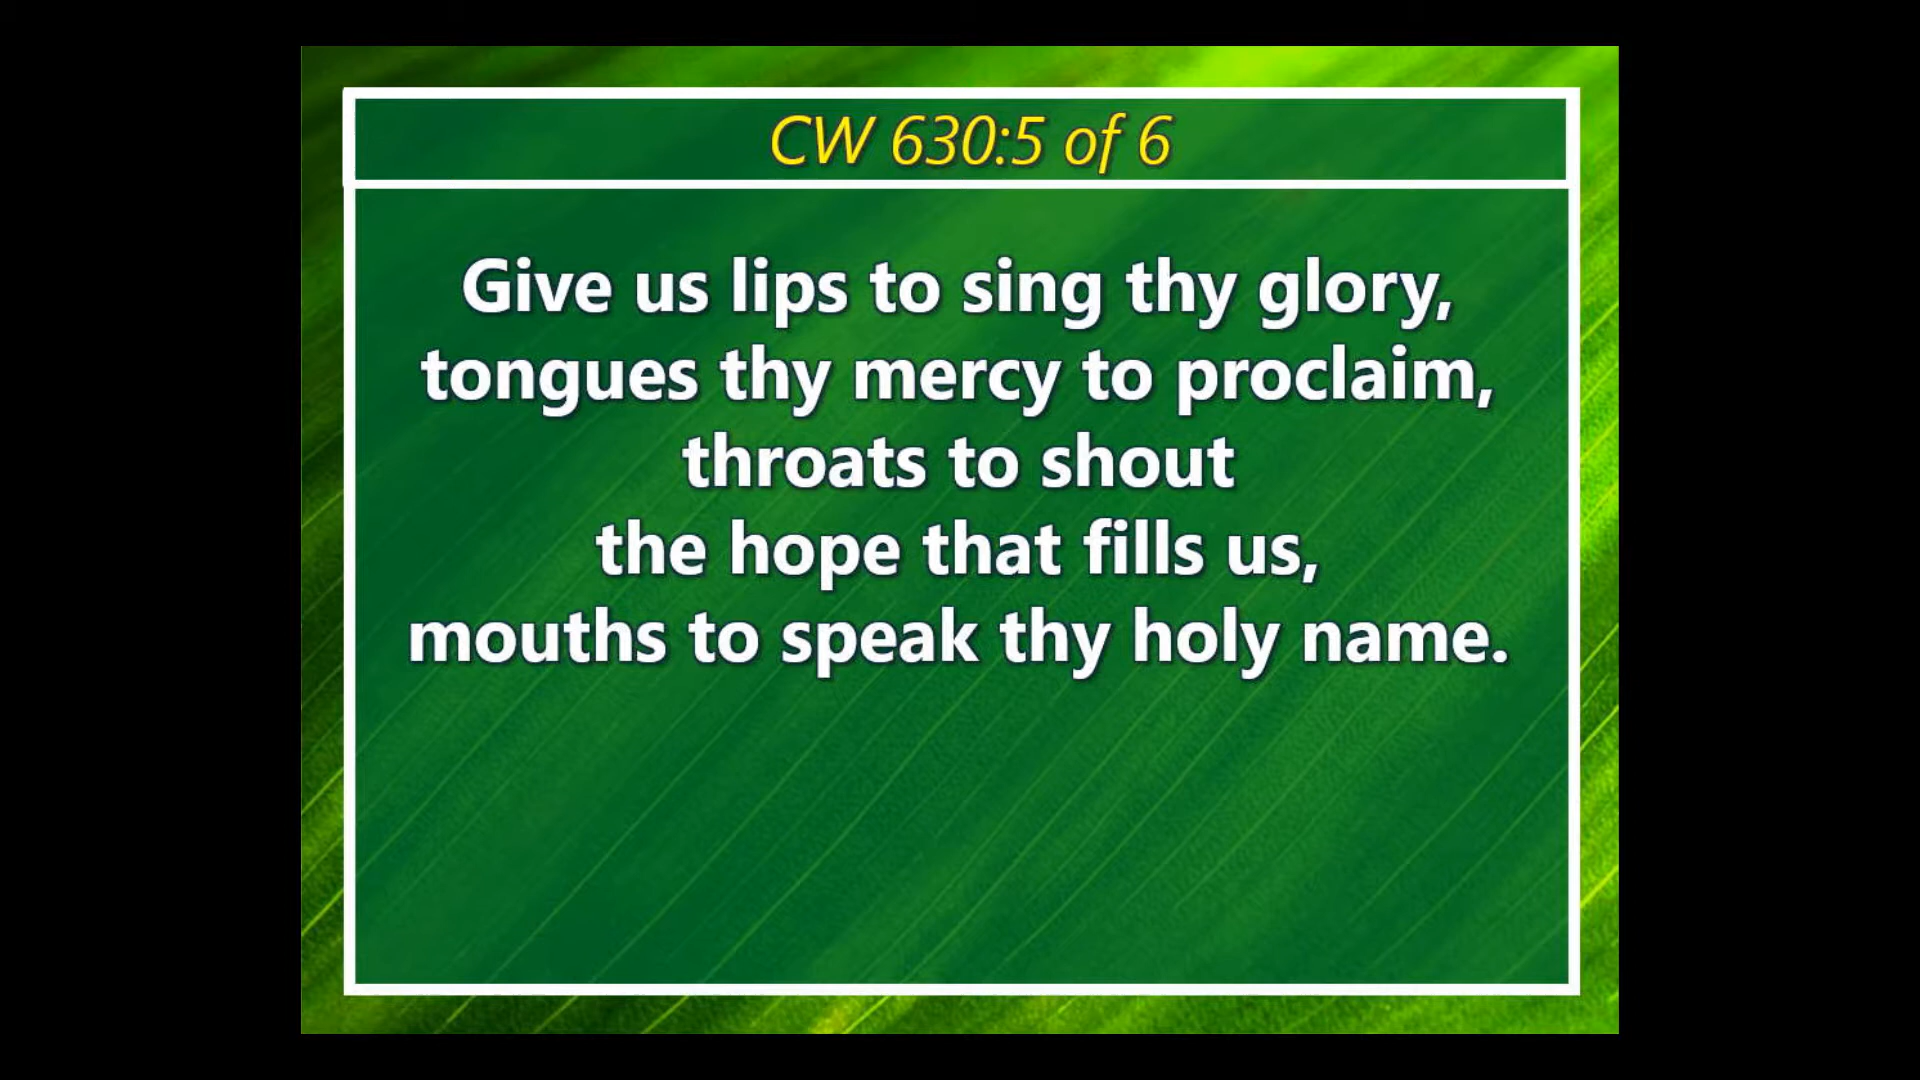 CW 630:5 of 6
Give us lips to sing thy glory,
tongues thy mercy to proclaim,
throats to shout
the hope that fills us,
mouths to speak thy holy name.